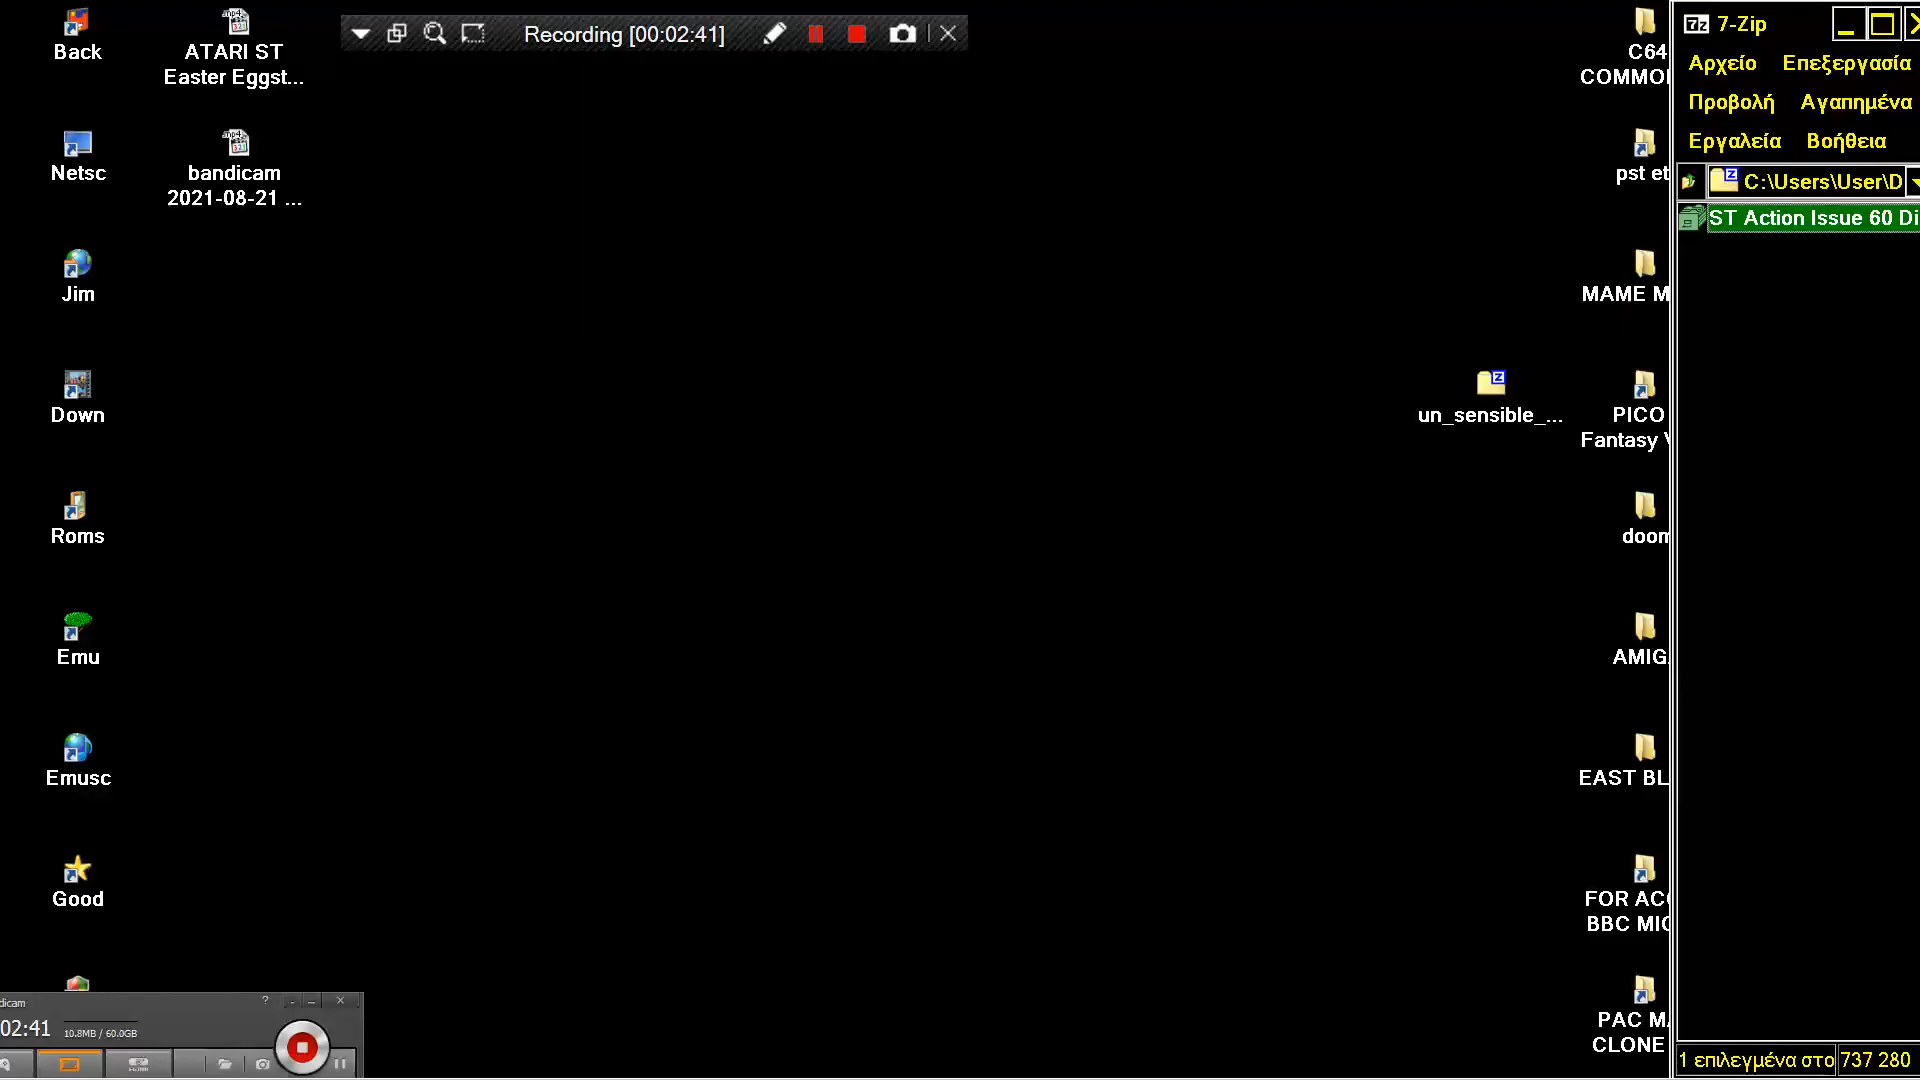 Back
ATARI ST
Easter Eggst...
Recording [00:02:41]
C64
COMMO
7-Zip
Αρχείο Επεξεργασία
Προβολή Αγαπημένα
Εργαλεία Βοήθεια
C:\Users\User\D
ST Action Issue 60 Di
Netsc
bandicam
2021-08-21 ...
pst et
Jim
MAME M
Down
un_sensible_...
PICO
Fantasy V
Roms
doom
Emu
AMIG
Emusc
EAST BL
Good
FOR AC
BBC MIC
dicam
02:41
10.8MB / 60.0GB
PAC M
CLONE
1 επιλεγμένα στο
737 280